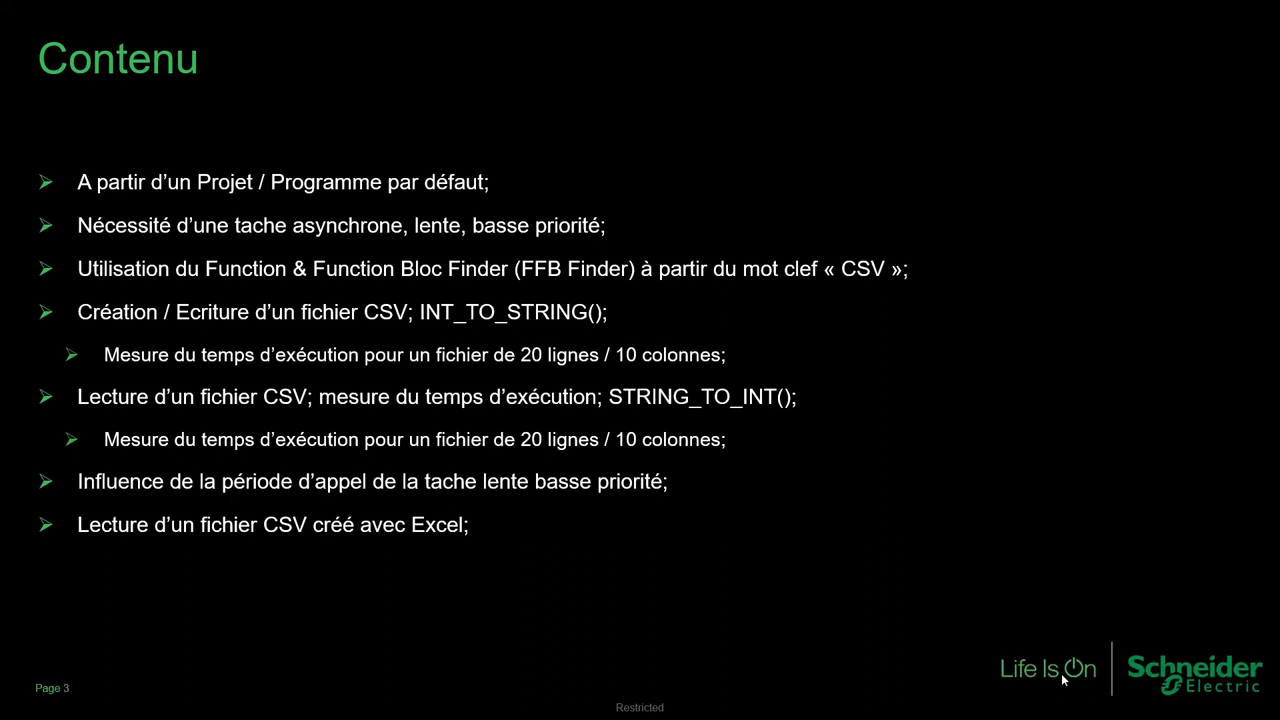 Contenu
A partir d’un Projet / Programme par défaut;
Nécessité d’une tache asynchrone, lente, basse priorité;
Utilisation du Function & Function Bloc Finder (FFB Finder) à partir du mot clef « CSV »;
Création / Ecriture d’un fichier CSV; INT_TO_STRING();
Mesure du temps d’exécution pour un fichier de 20 lignes / 10 colonnes;
Lecture d’un fichier CSV; mesure du temps d’exécution; STRING_TO_INT();
Mesure du temps d’exécution pour un fichier de 20 lignes / 10 colonnes;
Influence de la période d’appel de la tache lente basse priorité;
Lecture d’un fichier CSV créé avec Excel;
Life Is On
Schneider
Electric
Page 3
Restricted